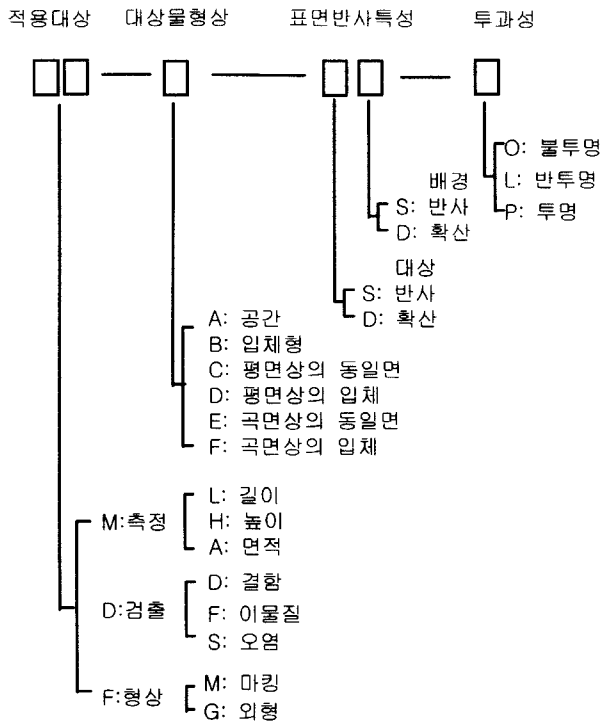 적용대상 대상물형상 표면반사특성 투과성
O: 불투명
L: 반투명
P: 투명
배경
S: 반사
D: 확산
대상
S: 반사
D: 확산
A: 공간
B: 입체형
C: 평면상의 동일면
D: 평면상의 입체
E: 곡면상의 동일면
F: 곡면상의 입체
M:측정
L: 길이
H: 높이
A: 면적
D:검출
D: 결함
F: 이물질
S: 오염
F:형상
M: 마킹
G: 외형